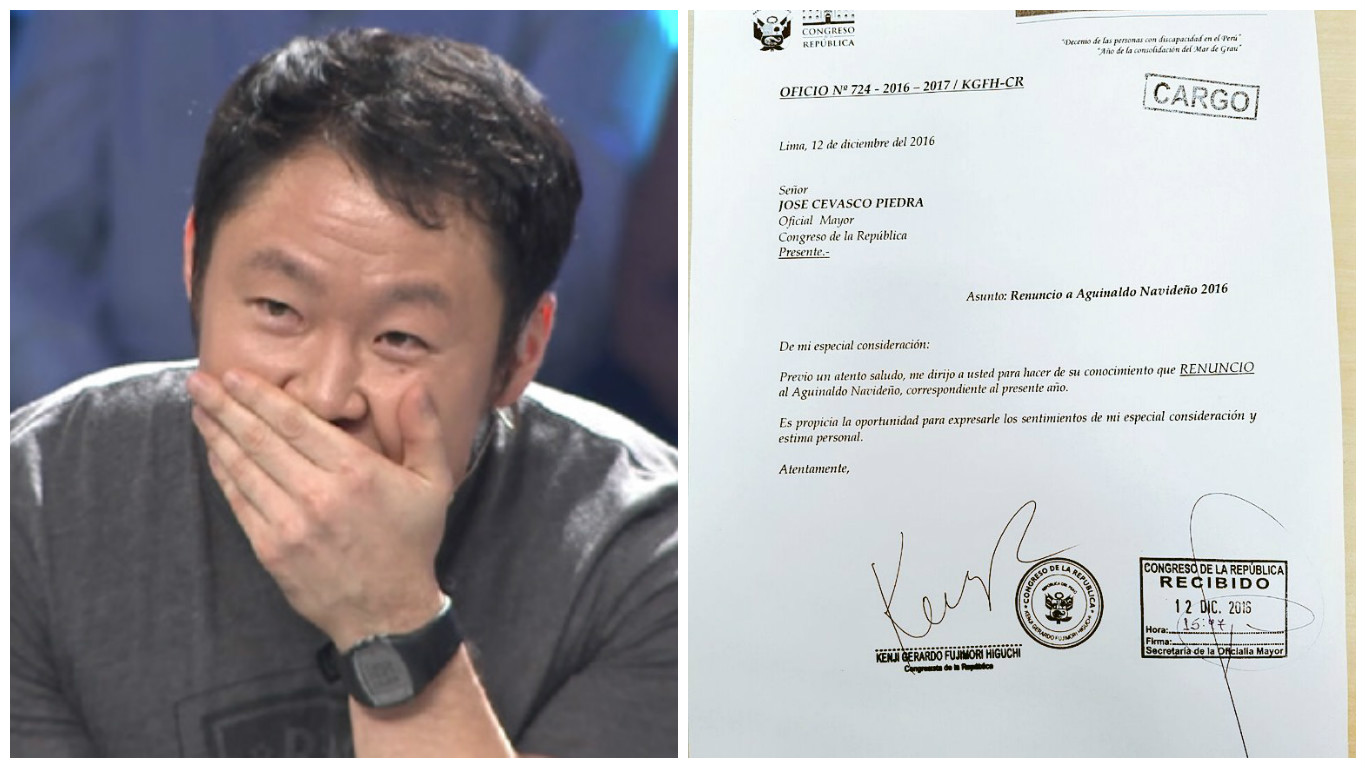 CONGRESO
REPÚBLICA
"Decenio de las personas con discapacidad en el Perú"
"Año de la consolidación del Mar de Grau"
OFICIO Nº 724 - 2016 – 2017 / KGFH-CR
CARGO
Lima, 12 de diciembre del 2016
Señor
JOSE CEVASCO PIEDRA
Oficial Mayor
Congreso de la República
Presente.-
Asunto: Renuncio a Aguinaldo Navideño 2016
De mi especial consideración:
Previo un atento saludo, me dirijo a usted para hacer de su conocimiento que RENUNCIO
al Aguinaldo Navideño, correspondiente al presente año.
Es propicia la oportunidad para expresarle los sentimientos de mi especial consideración y
estima personal.
Atentamente,
CONGRESO DE LA REPÚBLICA
KENJI GERARDO FUJIMORI HIGUCHI
KENJI GERARDO FUJIMORI HIGUCHI
Congresista de la República
CONGRESO DE LA REPÚBLICA
RECIBIDO
12 DIC. 2016
Hora:
Firma:
Secretaría de la Oficialía Mayor